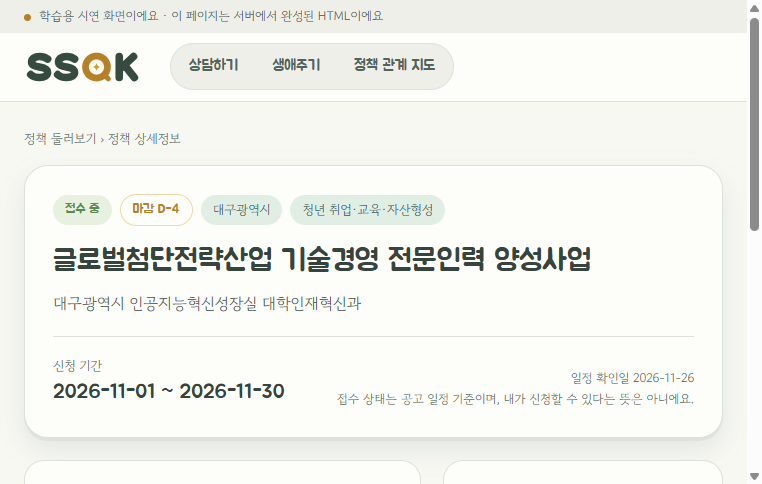 학습용 시연 화면이에요 · 이 페이지는 서버에서 완성된 HTML이에요
SSOK
상담하기 생애주기 정책 관계 지도
정책 둘러보기 › 정책 상세정보
접수 중 마감 D-4 대구광역시 청년 취업·교육·자산형성
글로벌첨단전략산업 기술경영 전문인력 양성사업
대구광역시 인공지능혁신성장실 대학인재혁신과
신청 기간
2026-11-01 ~ 2026-11-30
일정 확인일 2026-11-26
접수 상태는 공고 일정 기준이며, 내가 신청할 수 있다는 뜻은 아니에요.